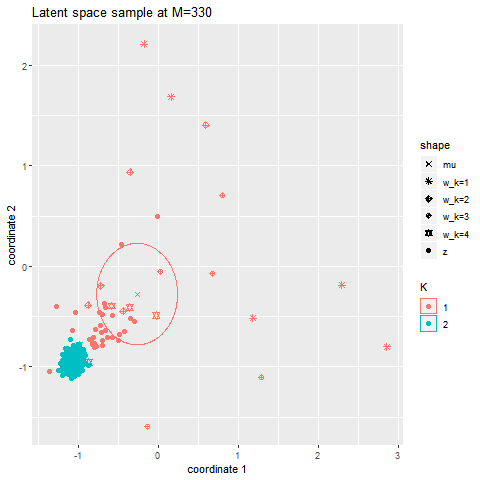 Latent space sample at M=330
2
1
0
-1
-1
0
1
2
3
coordinate 1
coordinate 2
shape
mu
w_k=1
w_k=2
w_k=3
w_k=4
z
K
1
2